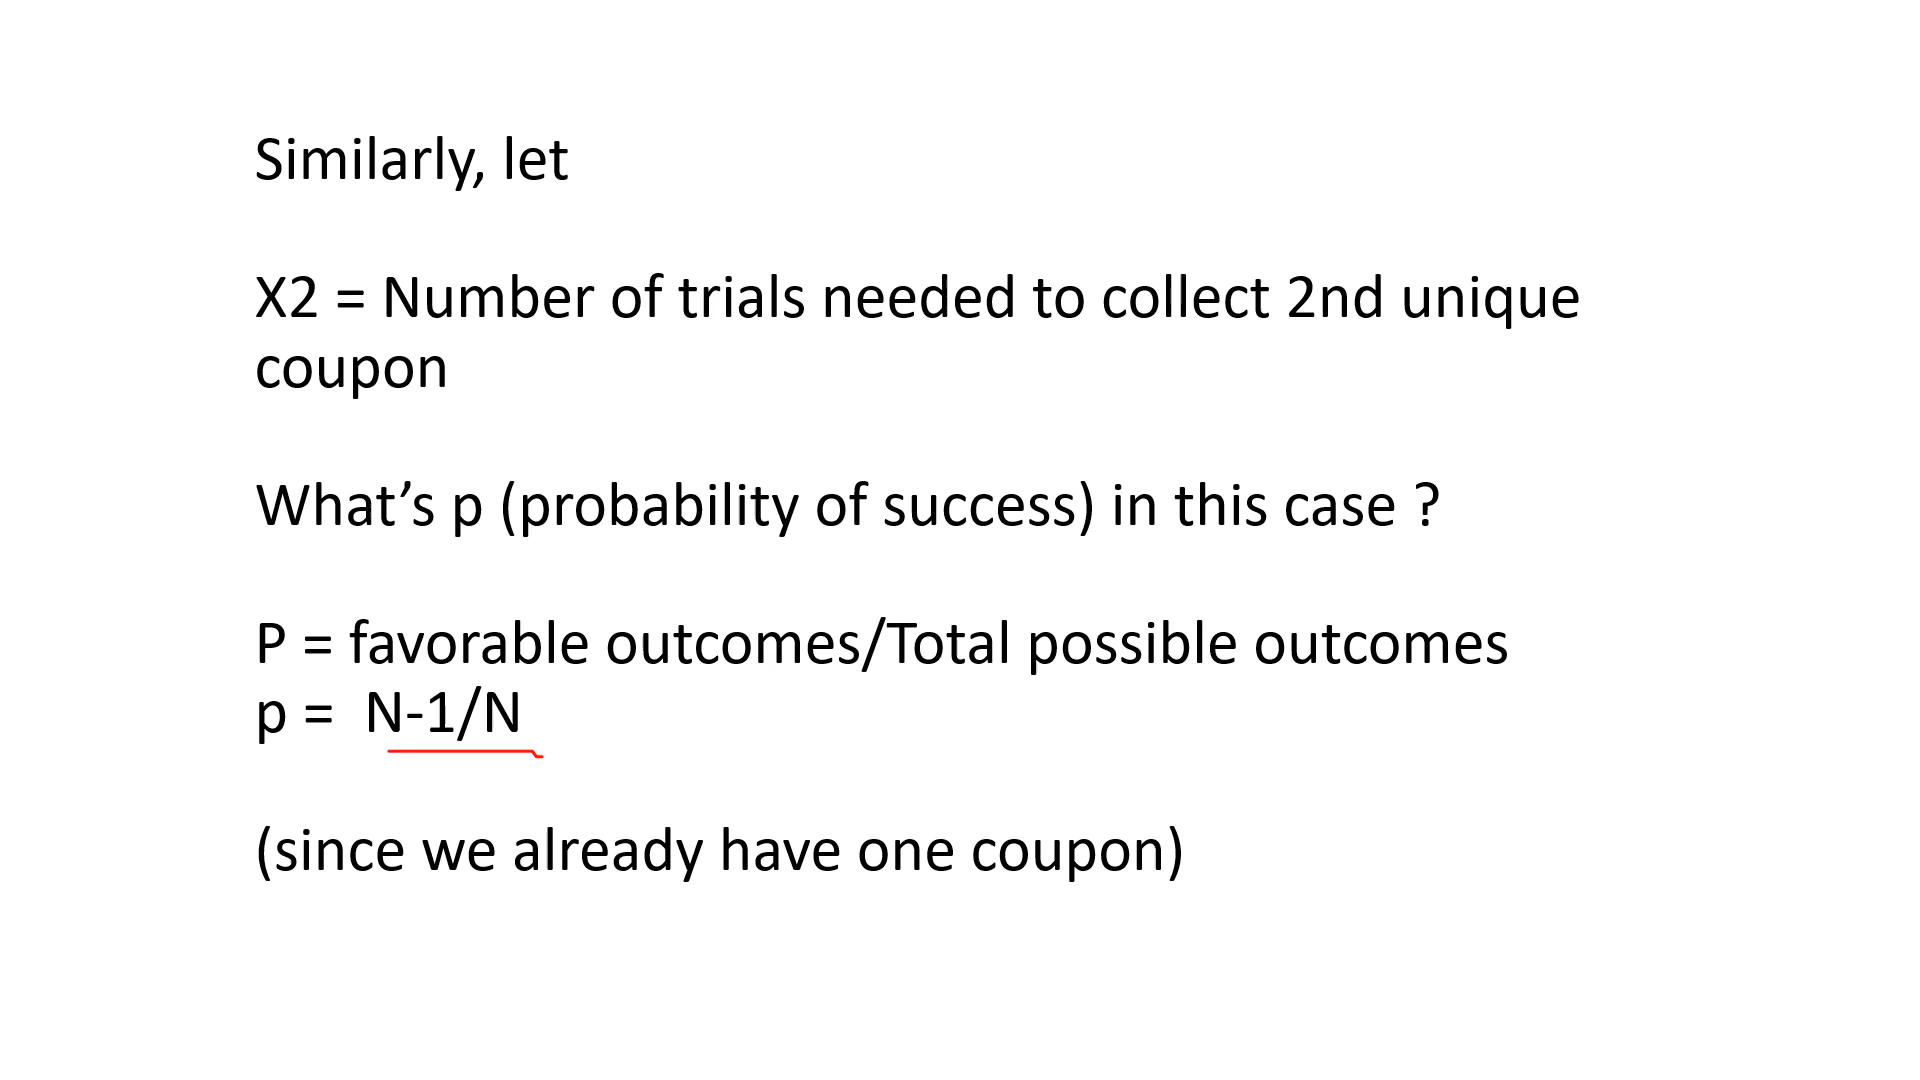 Similarly, let
X2 = Number of trials needed to collect 2nd unique
coupon
What’s p (probability of success) in this case ?
P = favorable outcomes/Total possible outcomes
p =  N-1/N
(since we already have one coupon)